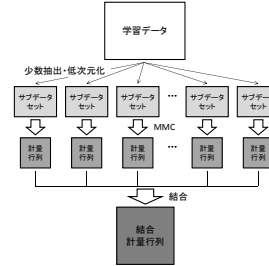 学習データ
少数抽出・低次元化
サブデータ
セット
サブデータ
セット
サブデータ
セット
…
サブデータ
セット
サブデータ
セット
MMC
計量
行列
計量
行列
計量
行列
…
計量
行列
計量
行列
結合
結合
計量行列